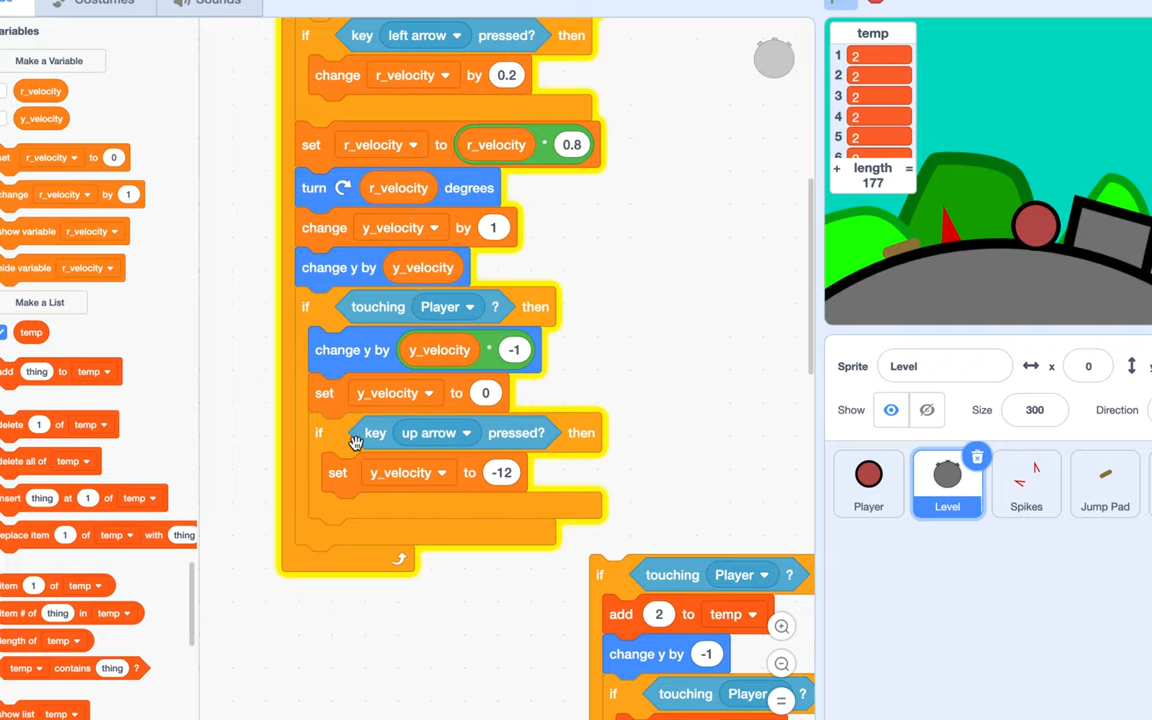 Costumes
Sounds
ariables
Make a Variable
r_velocity
y_velocity
set r_velocity to 0
change r_velocity by 1
show variable r_velocity
hide variable r_velocity
Make a List
temp
add thing to temp
delete 1 of temp
delete all of temp
insert thing at 1 of temp
replace item 1 of temp with thing
item 1 of temp
item # of thing in temp
length of temp
temp contains thing ?
show list temp
if key left arrow pressed? then
change r_velocity by 0.2
set r_velocity to r_velocity * 0.8
turn r_velocity degrees
change y_velocity by 1
change y by y_velocity
if touching Player ? then
change y by y_velocity * -1
set y_velocity to 0
if key up arrow pressed? then
set y_velocity to -12
if touching Player ?
add 2 to temp
change y by -1
if touching Player ?
temp
1 2
2 2
3 2
4 2
5 2
6 2
+ length =
177
Sprite Level x 0 y
Show Size 300 Direction
Player Level Spikes Jump Pad